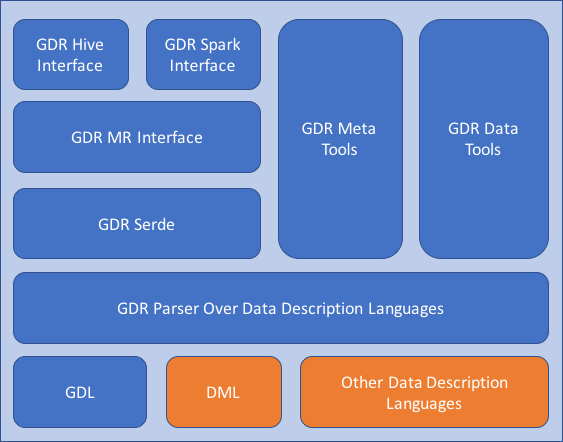 GDR Hive
Interface
GDR Spark
Interface
GDR MR Interface
GDR Serde
GDR Meta
Tools
GDR Data
Tools
GDR Parser Over Data Description Languages
GDL
DML
Other Data Description
Languages